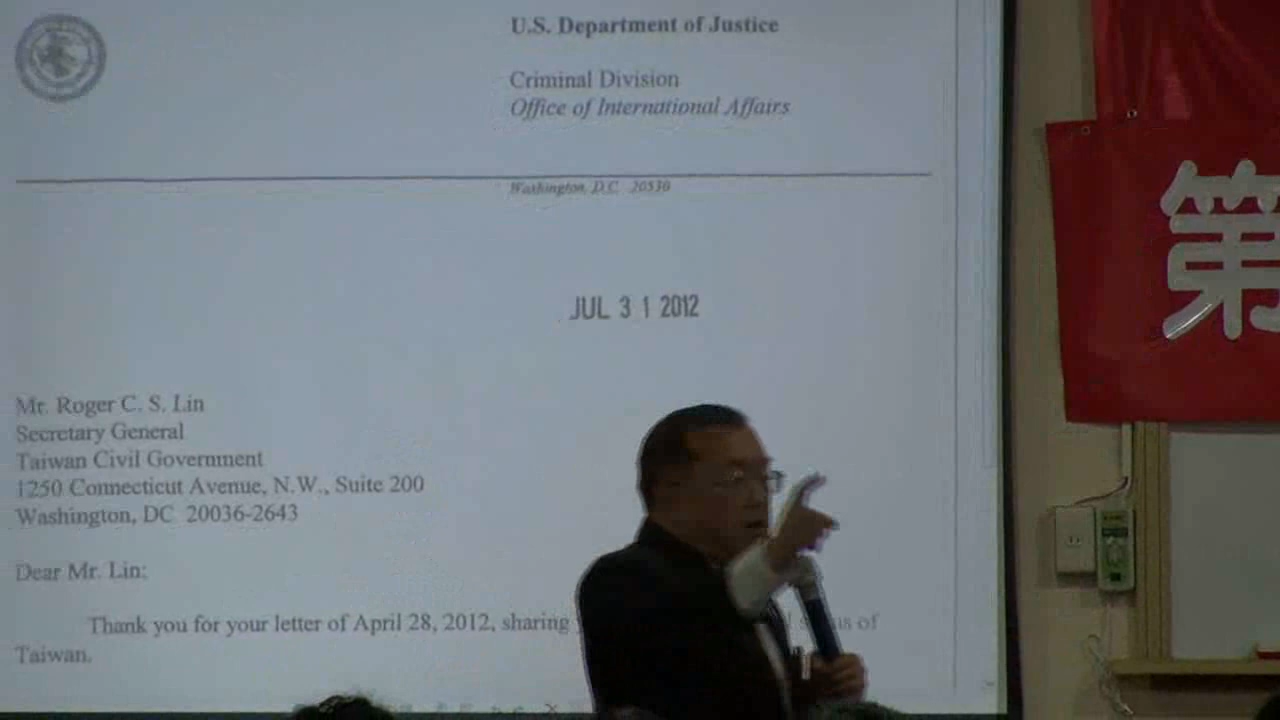 U.S. Department of Justice
Criminal Division
Office of International Affairs
Washington, D.C. 20530
JUL 3 1 2012
Mr. Roger C. S. Lin
Secretary General
Taiwan Civil Government
1250 Connecticut Avenue, N.W., Suite 200
Washington, DC 20036-2643
Dear Mr. Lin:
Thank you for your letter of April 28, 2012, sharing of
Taiwan.
第